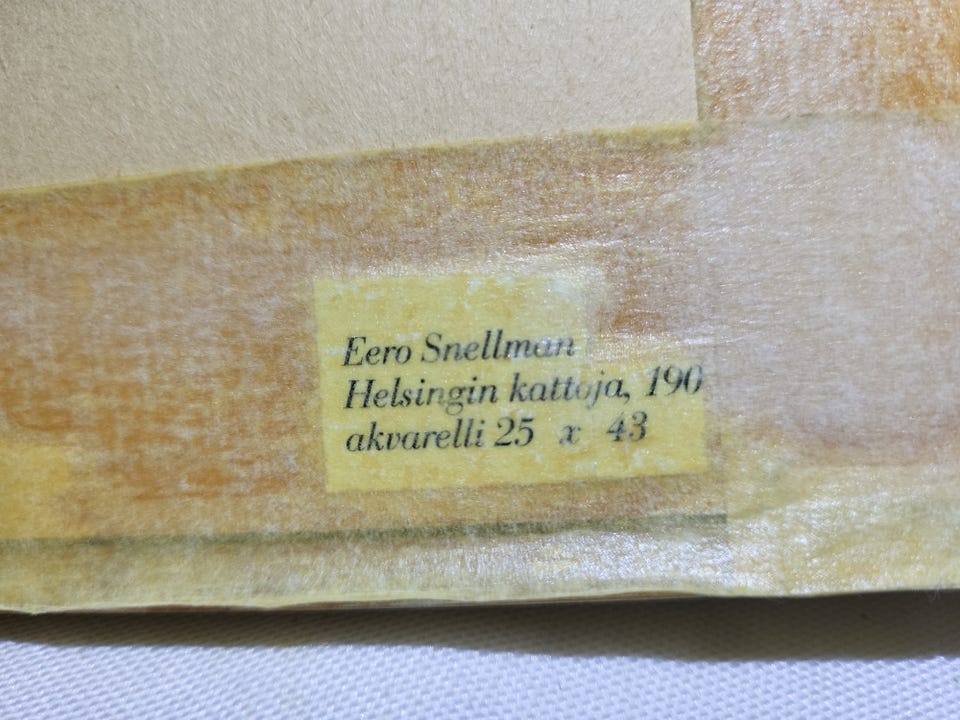 Eero Snellman
Helsingin kattoja, 190
akvarelli 25 x 43